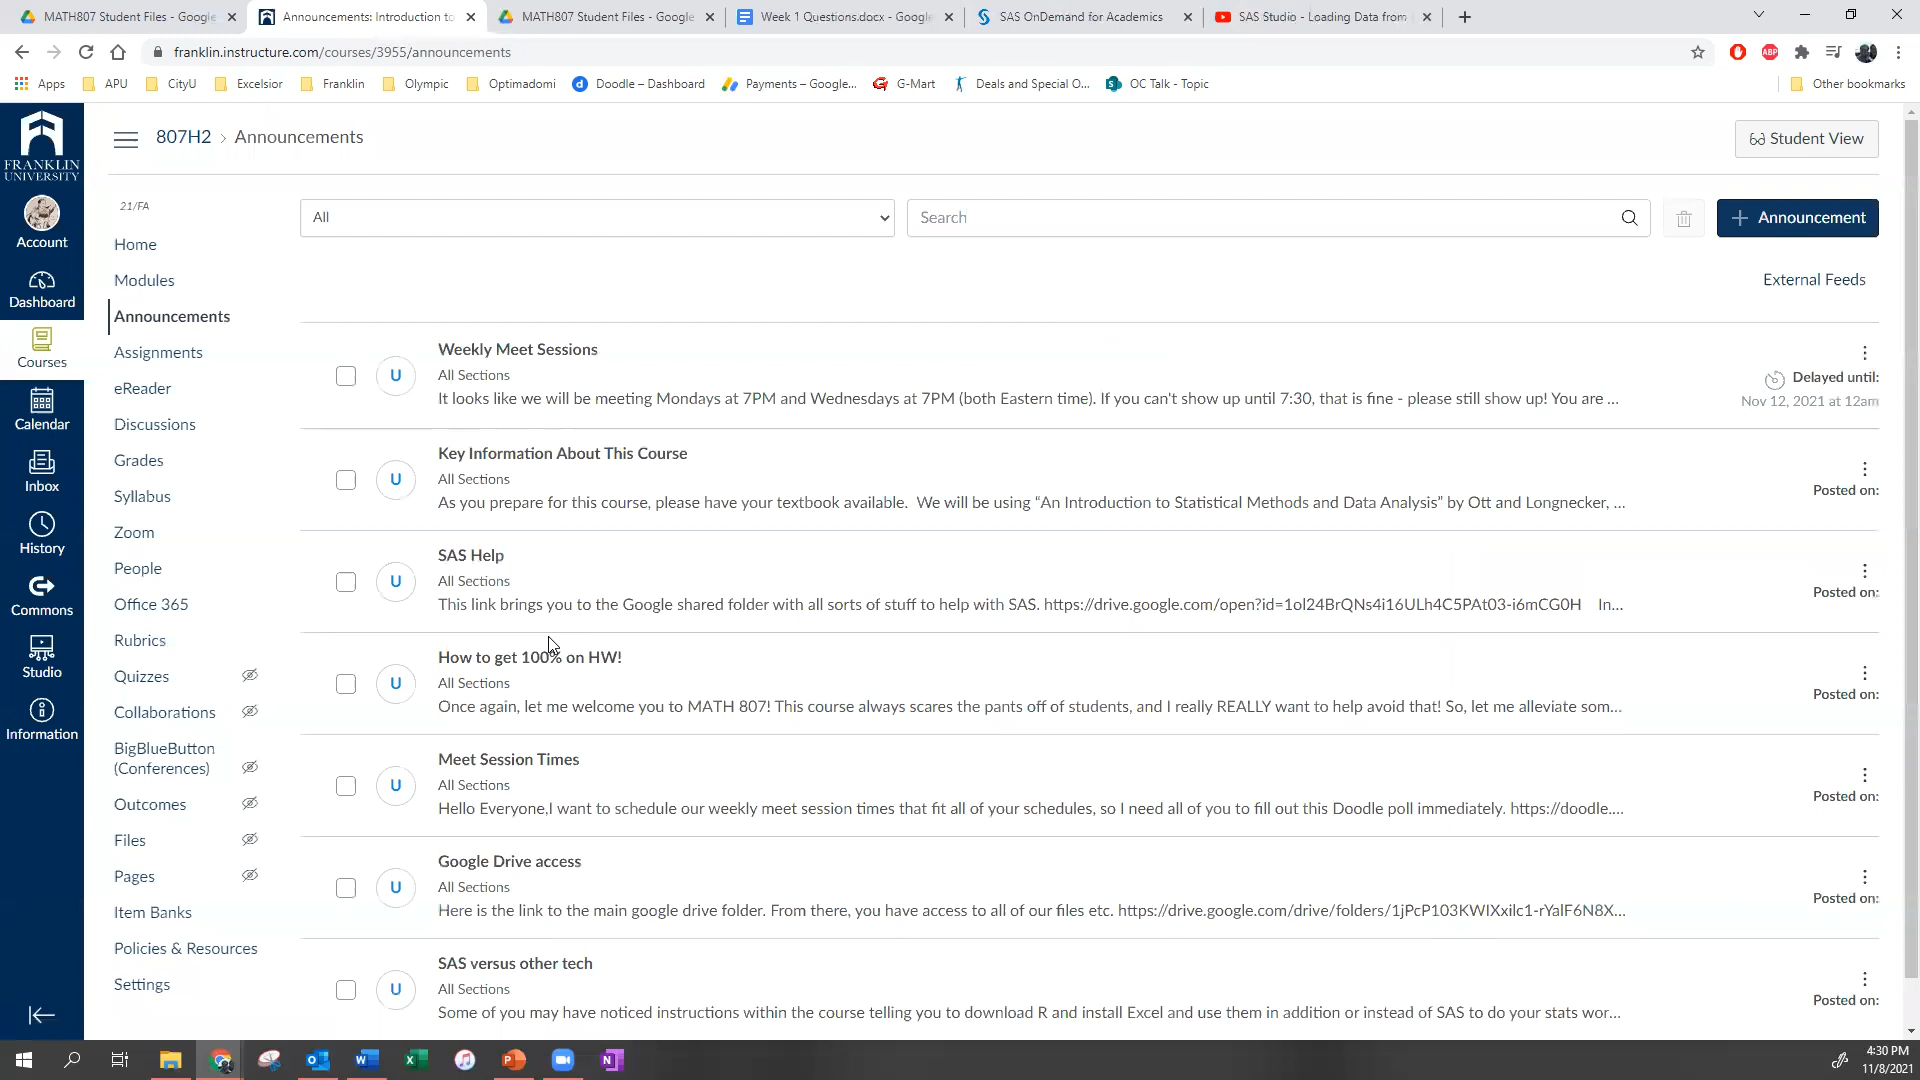 MATH807 Student Files - Google
Announcements: Introduction to
MATH807 Student Files - Google
Week 1 Questions.docx - Google
SAS OnDemand for Academics
SAS Studio - Loading Data from
franklin.instructure.com/courses/3955/announcements
Apps
APU
CityU
Excelsior
Franklin
Olympic
Optimadomi
Doodle – Dashboard
Payments – Google...
G-Mart
Deals and Special O...
OC Talk - Topic
Other bookmarks
FRANKLIN
UNIVERSITY
Account
Dashboard
Courses
Calendar
Inbox
History
Commons
Studio
Information
807H2 › Announcements
Student View
21/FA
Home
Modules
Announcements
Assignments
eReader
Discussions
Grades
Syllabus
Zoom
People
Office 365
Rubrics
Quizzes
Collaborations
BigBlueButton
(Conferences)
Outcomes
Files
Pages
Item Banks
Policies & Resources
Settings
All
Search
+ Announcement
External Feeds
U
Weekly Meet Sessions
All Sections
It looks like we will be meeting Mondays at 7PM and Wednesdays at 7PM (both Eastern time). If you can't show up until 7:30, that is fine - please still show up! You are ...
Delayed until:
Nov 12, 2021 at 12am
U
Key Information About This Course
All Sections
As you prepare for this course, please have your textbook available. We will be using “An Introduction to Statistical Methods and Data Analysis” by Ott and Longnecker, ...
Posted on:
U
SAS Help
All Sections
This link brings you to the Google shared folder with all sorts of stuff to help with SAS. https://drive.google.com/open?id=1ol24BrQNs4i16ULh4C5PAt03-i6mCG0H In...
Posted on:
U
How to get 100% on HW!
All Sections
Once again, let me welcome you to MATH 807! This course always scares the pants off of students, and I really REALLY want to help avoid that! So, let me alleviate som...
Posted on:
U
Meet Session Times
All Sections
Hello Everyone,I want to schedule our weekly meet session times that fit all of your schedules, so I need all of you to fill out this Doodle poll immediately. https://doodle....
Posted on:
U
Google Drive access
All Sections
Here is the link to the main google drive folder. From there, you have access to all of our files etc. https://drive.google.com/drive/folders/1jPcP103KWIXxilc1-rYalF6N8X...
Posted on:
U
SAS versus other tech
All Sections
Some of you may have noticed instructions within the course telling you to download R and install Excel and use them in addition or instead of SAS to do your stats wor...
Posted on:
4:30 PM
11/8/2021